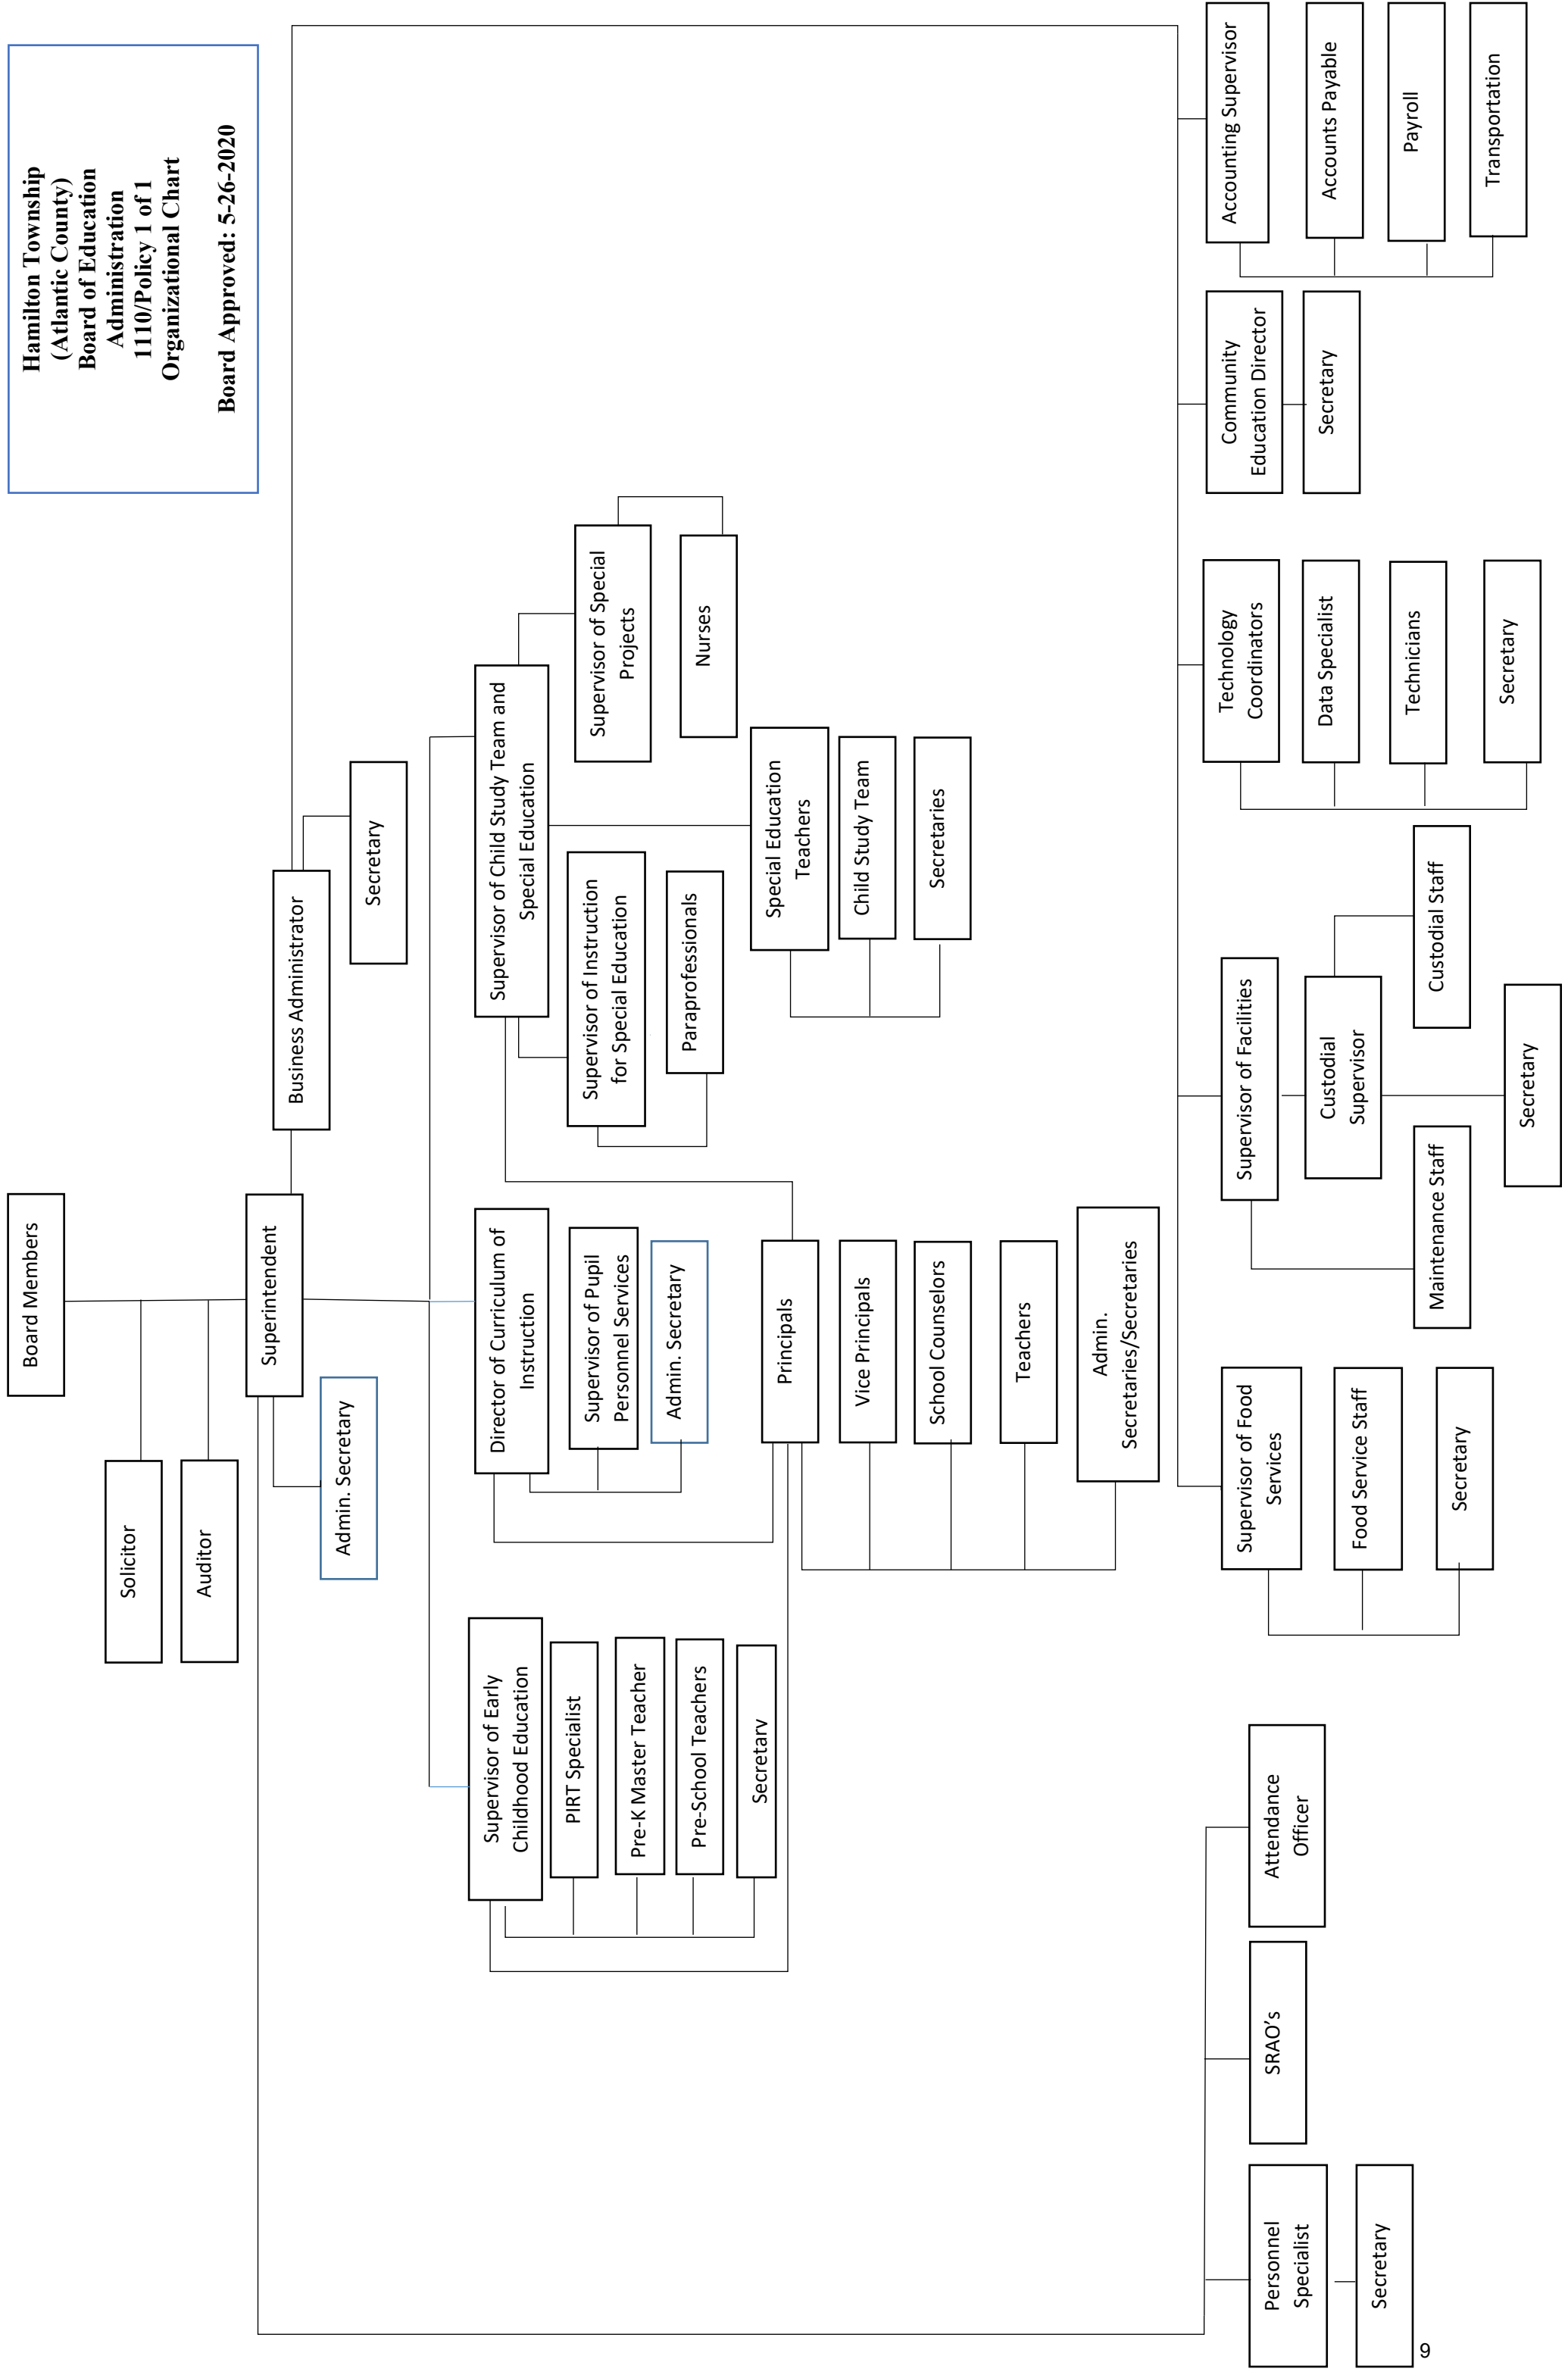 Hamilton Township
(Atlantic County)
Board of Education
Administration
1110/Policy 1 of 1
Organizational Chart
Board Approved: 5-26-2020
Board Members
Solicitor
Auditor
Superintendent
Admin. Secretary
Business Administrator
Secretary
Supervisor of Early
Childhood Education
PIRT Specialist
Pre-K Master Teacher
Pre-School Teachers
Secretary
Director of Curriculum of
Instruction
Supervisor of Pupil
Personnel Services
Admin. Secretary
Principals
Vice Principals
School Counselors
Teachers
Admin.
Secretaries/Secretaries
Supervisor of Child Study Team and
Special Education
Supervisor of Instruction
for Special Education
Paraprofessionals
Special Education
Teachers
Child Study Team
Secretaries
Supervisor of Special
Projects
Nurses
Personnel
Specialist
Secretary
SRAO’s
Attendance
Officer
Supervisor of Food
Services
Food Service Staff
Secretary
Supervisor of Facilities
Custodial
Supervisor
Maintenance Staff
Custodial Staff
Secretary
Technology
Coordinators
Data Specialist
Technicians
Secretary
Community
Education Director
Secretary
Accounting Supervisor
Accounts Payable
Payroll
Transportation
9